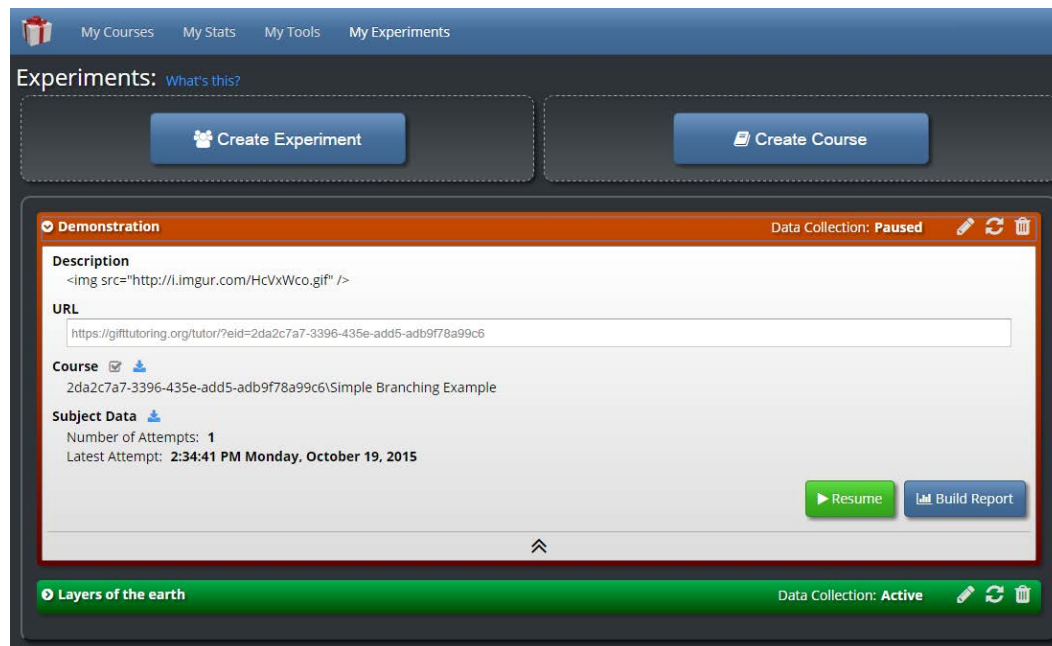 My Courses My Stats My Tools My Experiments
Experiments: What's this?
Create Experiment Create Course
Demonstration Data Collection: Paused
Description
<img src="http://i.imgur.com/HcVxWco.gif" />
URL
https://gifttutoring.org/tutor/?eid=2da2c7a7-3396-435e-add5-adb9f78a99c6
Course
2da2c7a7-3396-435e-add5-adb9f78a99c6\Simple Branching Example
Subject Data
Number of Attempts: 1
Latest Attempt: 2:34:41 PM Monday, October 19, 2015
Resume Build Report
Layers of the earth Data Collection: Active